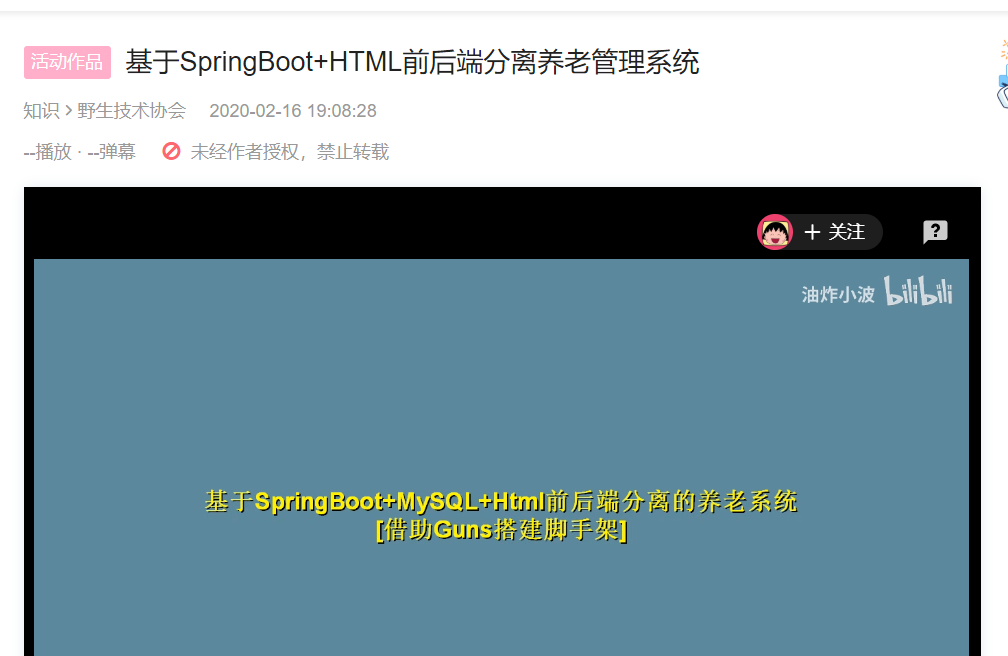 活动作品 基于SpringBoot+HTML前后端分离养老管理系统
知识 > 野生技术协会 2020-02-16 19:08:28
--播放 · --弹幕 未经作者授权，禁止转载
+ 关注
?
油炸小波 bilibili
基于SpringBoot+MySQL+Html前后端分离的养老系统
[借助Guns搭建脚手架]